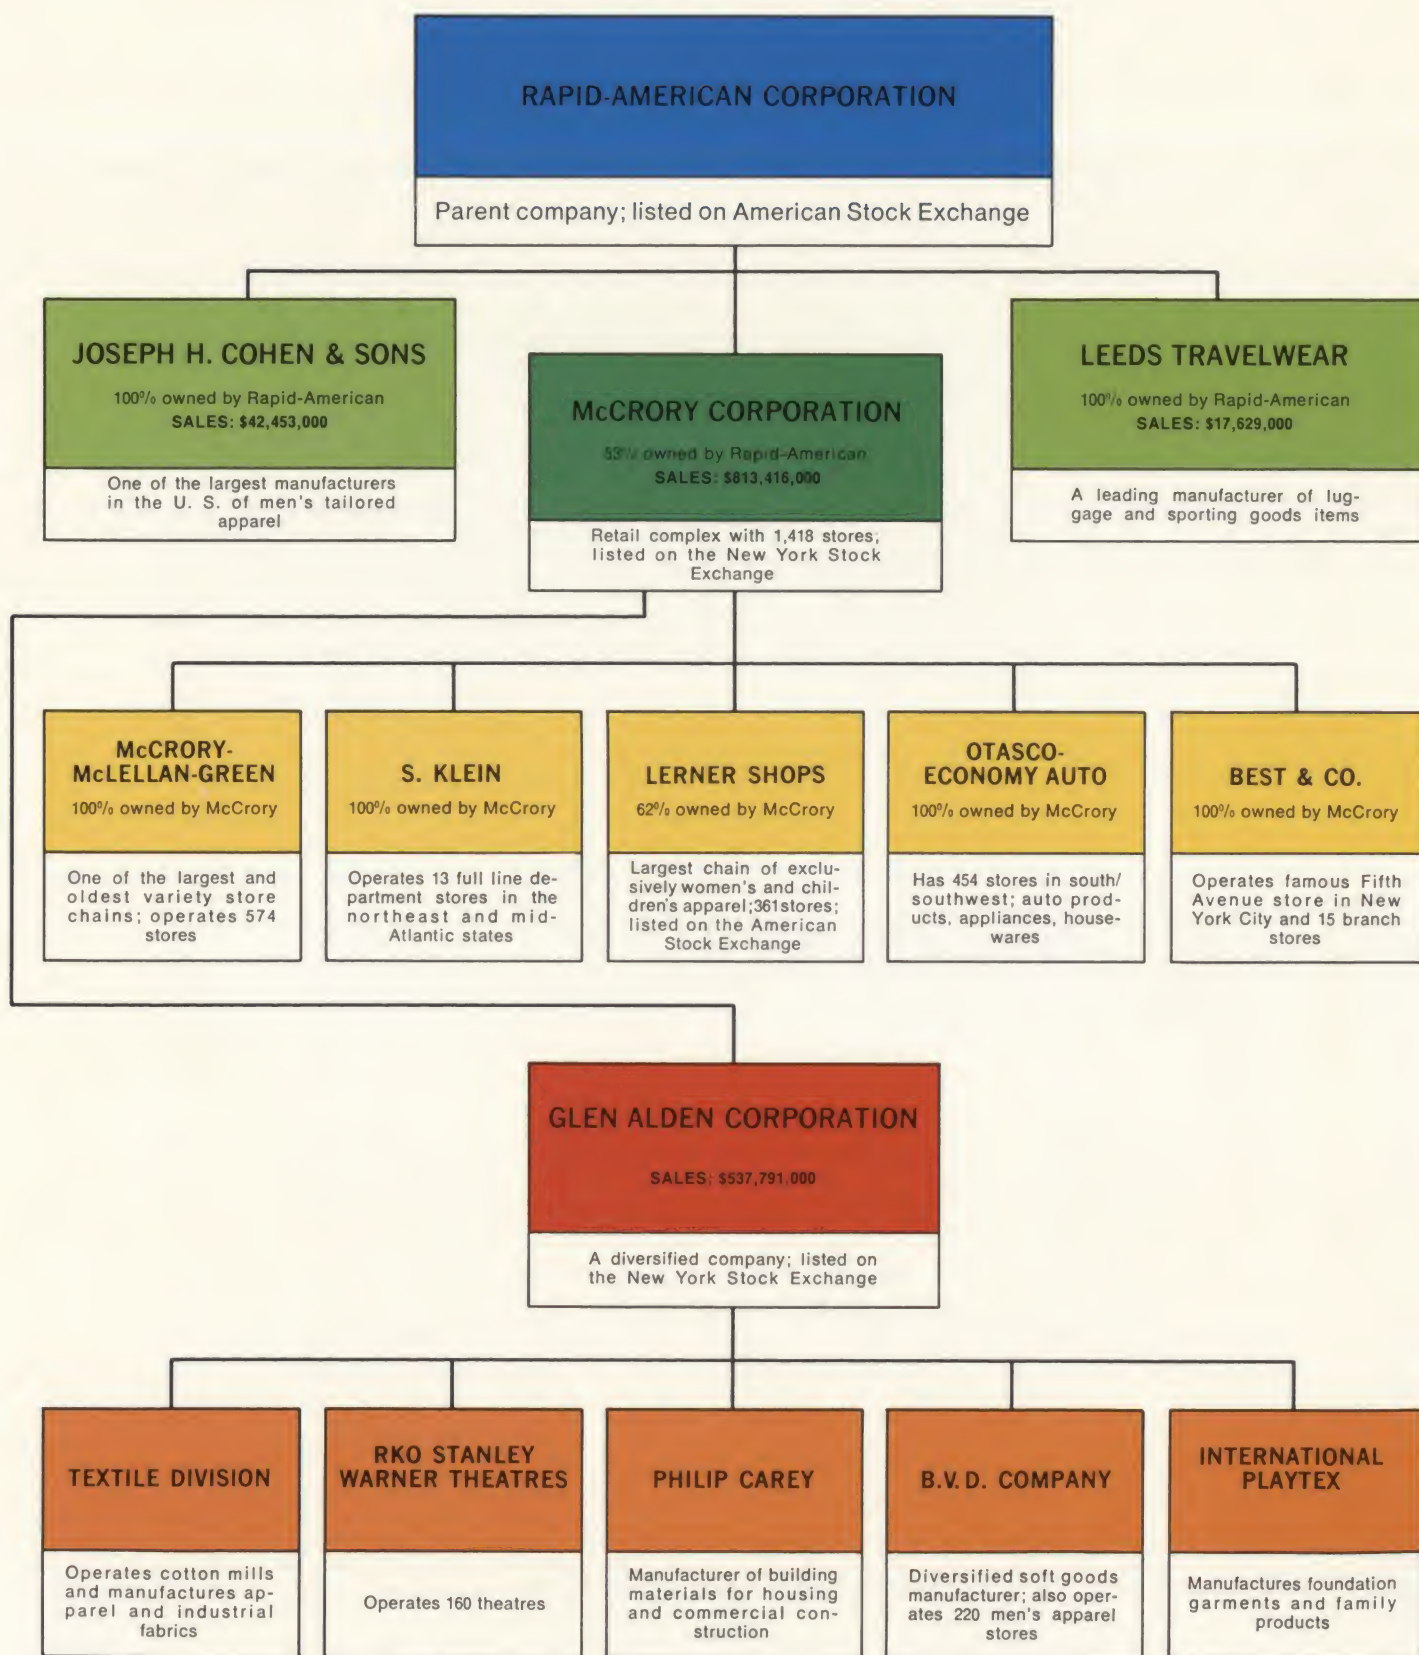 RAPID-AMERICAN CORPORATION
Parent company; listed on American Stock Exchange
JOSEPH H. COHEN & SONS
100% owned by Rapid-American
SALES: $42,453,000
One of the largest manufacturers
in the U. S. of men's tailored
apparel
McCRORY CORPORATION
53% owned by Rapid-American
SALES: $813,416,000
Retail complex with 1,418 stores;
listed on the New York Stock
Exchange
LEEDS TRAVELWEAR
100% owned by Rapid-American
SALES: $17,629,000
A leading manufacturer of lug-
gage and sporting goods items
McCRORY-
McLELLAN-GREEN
100% owned by McCrory
One of the largest and
oldest variety store
chains; operates 574
stores
S. KLEIN
100% owned by McCrory
Operates 13 full line de-
partment stores in the
northeast and mid-
Atlantic states
LERNER SHOPS
62% owned by McCrory
Largest chain of exclu-
sively women's and chil-
dren's apparel; 361 stores;
listed on the American
Stock Exchange
OTASCO-
ECONOMY AUTO
100% owned by McCrory
Has 454 stores in south/
southwest; auto prod-
ucts, appliances, house-
wares
BEST & CO.
100% owned by McCrory
Operates famous Fifth
Avenue store in New
York City and 15 branch
stores
GLEN ALDEN CORPORATION
SALES: $537,791,000
A diversified company; listed on
the New York Stock Exchange
TEXTILE DIVISION
Operates cotton mills
and manufactures ap-
parel and industrial
fabrics
RKO STANLEY
WARNER THEATRES
Operates 160 theatres
PHILIP CAREY
Manufacturer of building
materials for housing
and commercial con-
struction
B.V.D. COMPANY
Diversified soft goods
manufacturer; also oper-
ates 220 men's apparel
stores
INTERNATIONAL
PLAYTEX
Manufactures foundation
garments and family
products